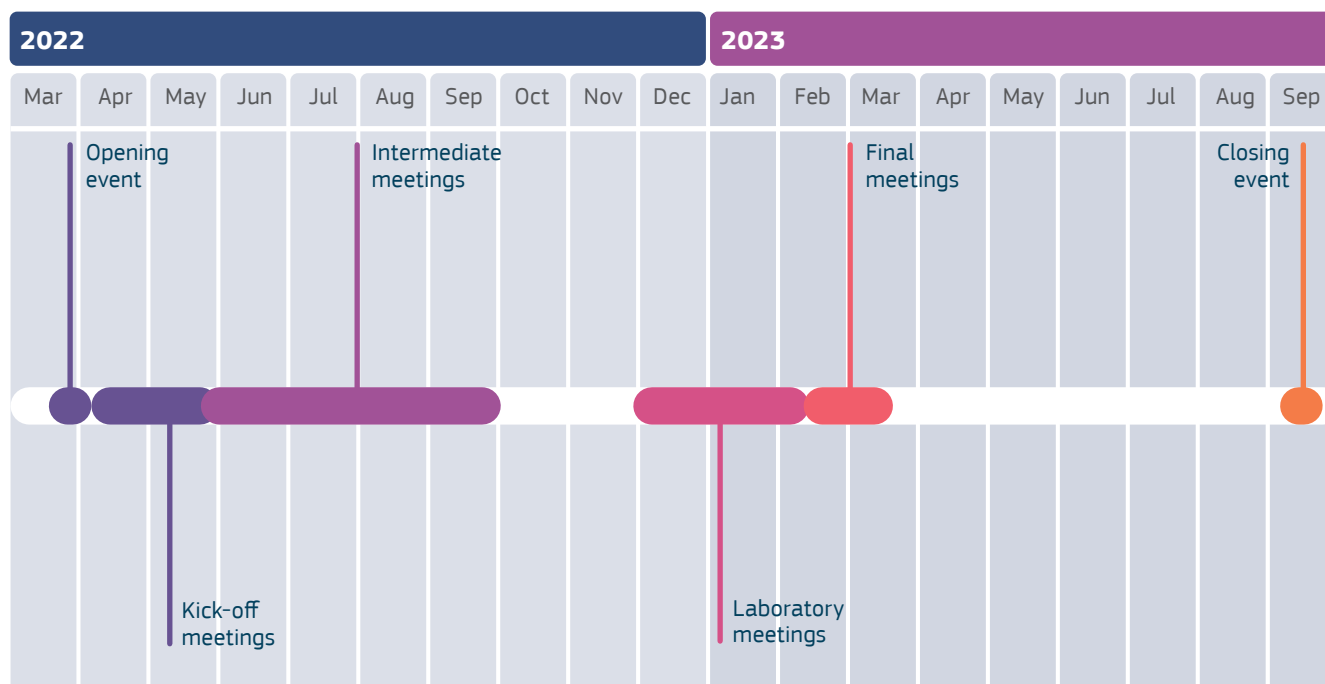 2022 2023
Mar Apr May Jun Jul Aug Sep Oct Nov Dec Jan Feb Mar Apr May Jun Jul Aug Sep
Opening
event
Intermediate
meetings
Final
meetings
Closing
event
Kick-off
meetings
Laboratory
meetings